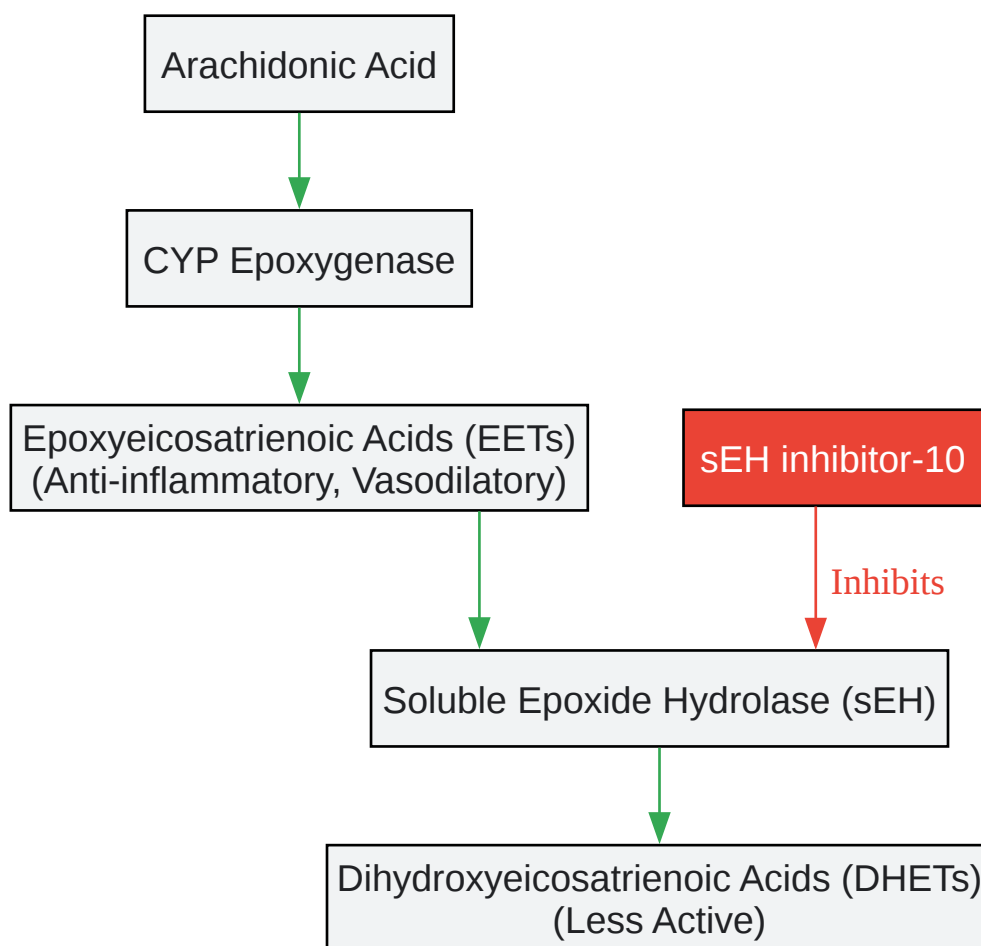 Arachidonic Acid
CYP Epoxygenase
Epoxyeicosatrienoic Acids (EETs)
(Anti-inflammatory, Vasodilatory)
sEH inhibitor-10
Inhibits
Soluble Epoxide Hydrolase (sEH)
Dihydroxyeicosatrienoic Acids (DHETs)
(Less Active)